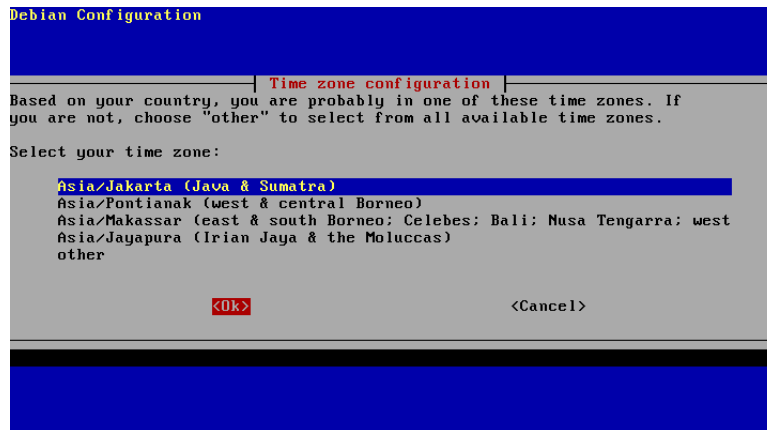 Debian Configuration
Time zone configuration
Based on your country, you are probably in one of these time zones. If
you are not, choose "other" to select from all available time zones.
Select your time zone:
Asia/Jakarta (Java & Sumatra)
Asia/Pontianak (west & central Borneo)
Asia/Makassar (east & south Borneo; Celebes; Bali; Nusa Tengarra; west
Asia/Jayapura (Irian Jaya & the Moluccas)
other
<Ok> <Cancel>